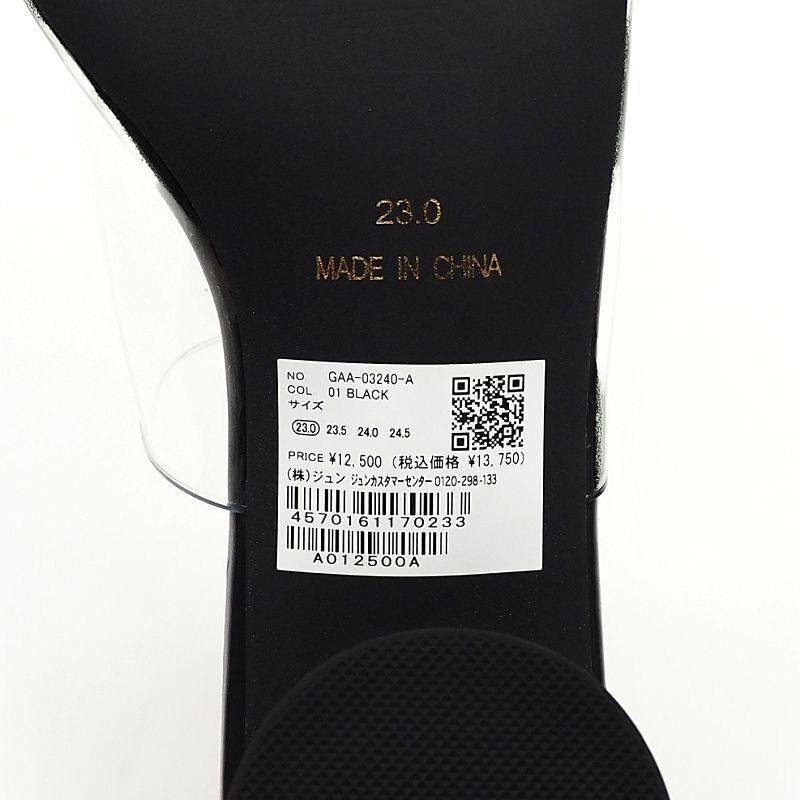 23.0
MADE IN CHINA
NO. GAA-03240-A
COL. 01 BLACK
サイズ
23.0 23.5 24.0 24.5
PRICE ¥12,500 (税込価格 ¥13,750)
(株)ジュン ジュンカスタマーセンター 0120-298-133
4570161170233
A012500A